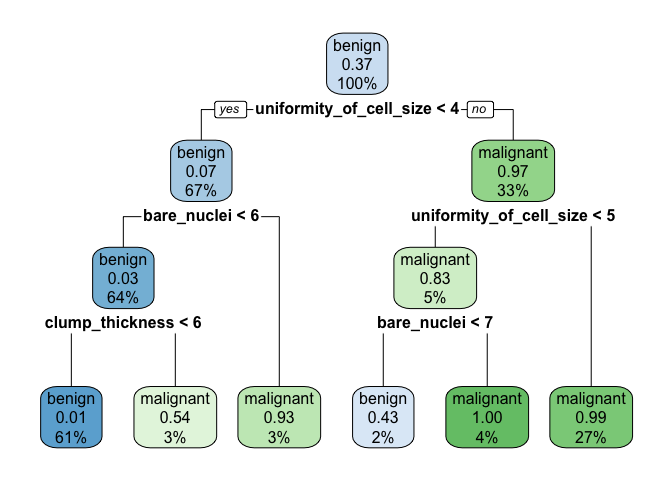 benign
0.37
100%
yes uniformity_of_cell_size < 4 no
benign
0.07
67%
malignant
0.97
33%
bare_nuclei < 6
uniformity_of_cell_size < 5
benign
0.03
64%
malignant
0.83
5%
clump_thickness < 6
bare_nuclei < 7
benign
0.01
61%
malignant
0.54
3%
malignant
0.93
3%
benign
0.43
2%
malignant
1.00
4%
malignant
0.99
27%